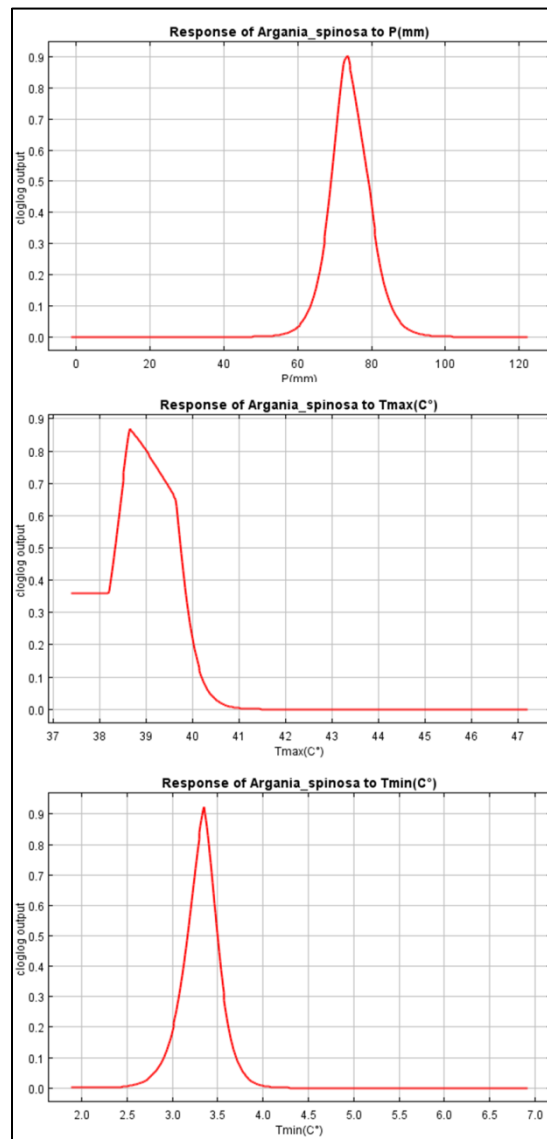 Response of Argania_spinosa to P(mm)
0.9
0.8
0.7
0.6
0.5
0.4
0.3
0.2
0.1
0.0
cloglog output
0 20 40 60 80 100 120
P(mm)
Response of Argania_spinosa to Tmax(C°)
0.9
0.8
0.7
0.6
0.5
0.4
0.3
0.2
0.1
0.0
cloglog output
37 38 39 40 41 42 43 44 45 46 47
Tmax(C°)
Response of Argania_spinosa to Tmin(C°)
0.9
0.8
0.7
0.6
0.5
0.4
0.3
0.2
0.1
0.0
cloglog output
2.0 2.5 3.0 3.5 4.0 4.5 5.0 5.5 6.0 6.5 7.0
Tmin(C°)